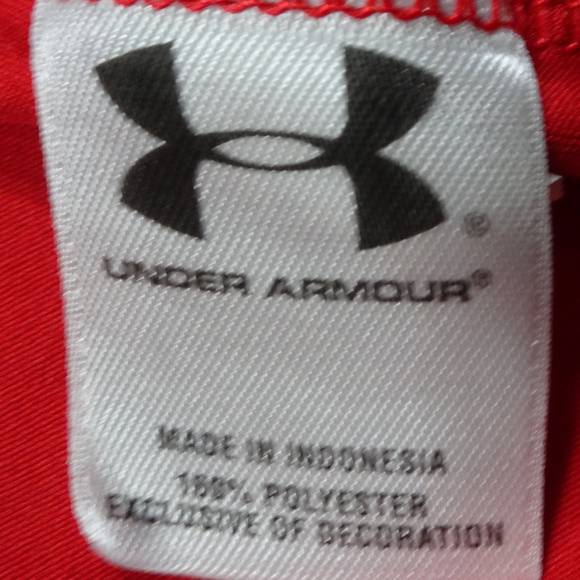 ®
UNDER ARMOUR®
MADE IN INDONESIA
100% POLYESTER
EXCLUSIVE OF DECORATION